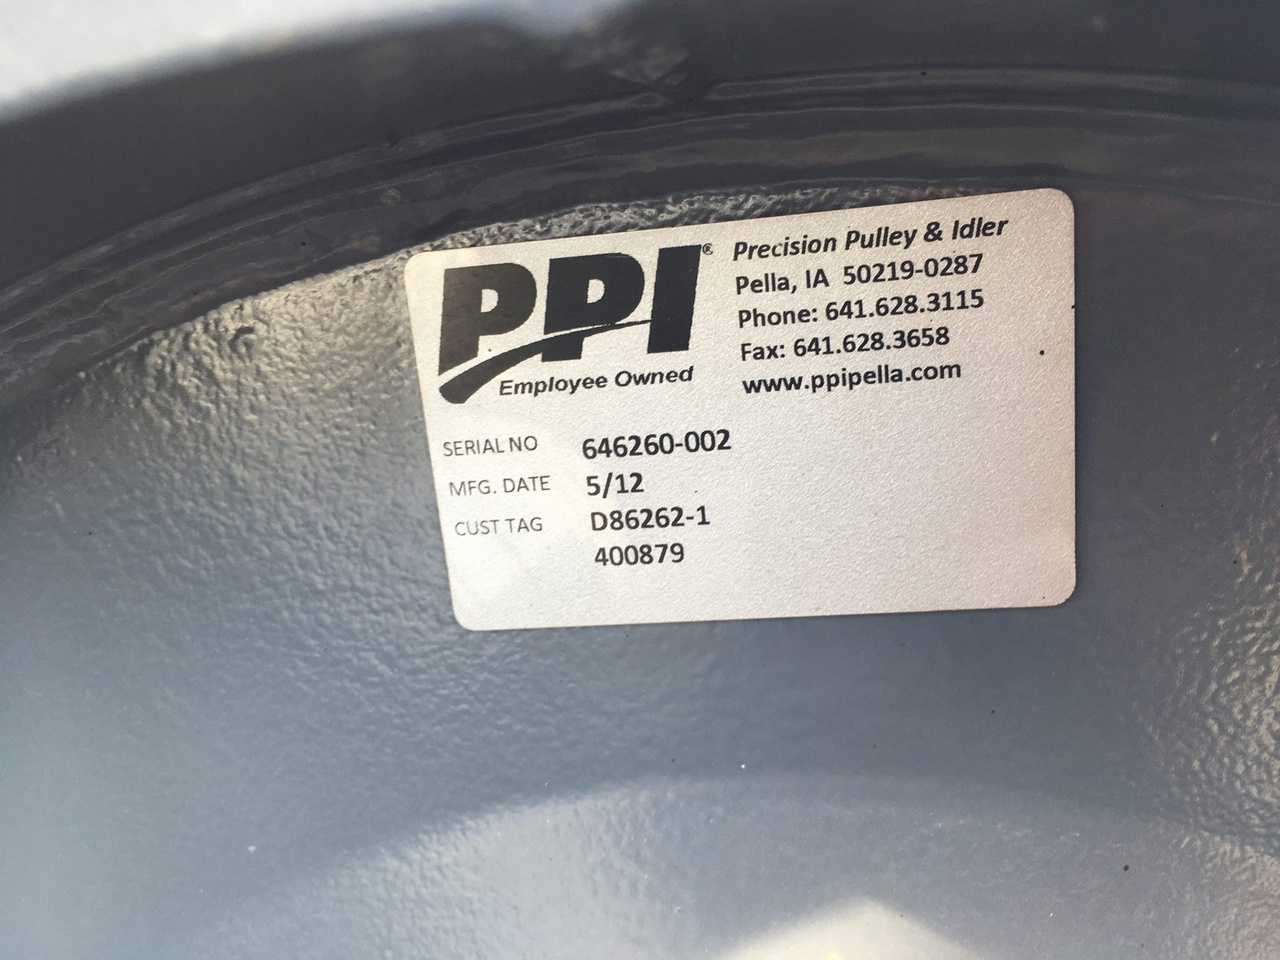 PPI®
Employee Owned
Precision Pulley & Idler
Pella, IA 50219-0287
Phone: 641.628.3115
Fax: 641.628.3658
www.ppipella.com
SERIAL NO 646260-002
MFG. DATE 5/12
CUST TAG D86262-1
400879